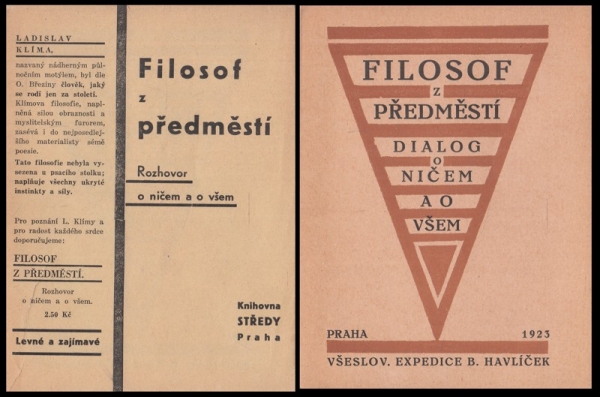 LADISLAV
KLÍMA,
nazvaný nádherným půl-
nočním motýlem, byl dle
O. Březiny člověk, jaký
se rodí jen za století.
Klímova filosofie, napl-
něná silou obraznosti a
myslitelským furorem,
zasévá i do nejposlednej-
šího materialisty sémě
poesie.
Tato filosofie nebyla vy-
sezena u psacího stolku;
naplňuje všechny ukryté
instinkty a síly.
Pro poznání L. Klímy a
pro radost každého srdce
doporučujeme:
FILOSOF
Z PŘEDMĚSTÍ.
Rozhovor
o ničem a o všem.
2.50 Kč
Levné a zajímavé
Filosof
z
předměstí
Rozhovor
o ničem a o všem
Knihovna
STŘEDY
Praha
FILOSOF
z
PŘEDMĚSTÍ
DIALOG
O
NIČEM
A O
VŠEM
PRAHA 1923
VŠESLOV. EXPEDICE B. HAVLÍČEK